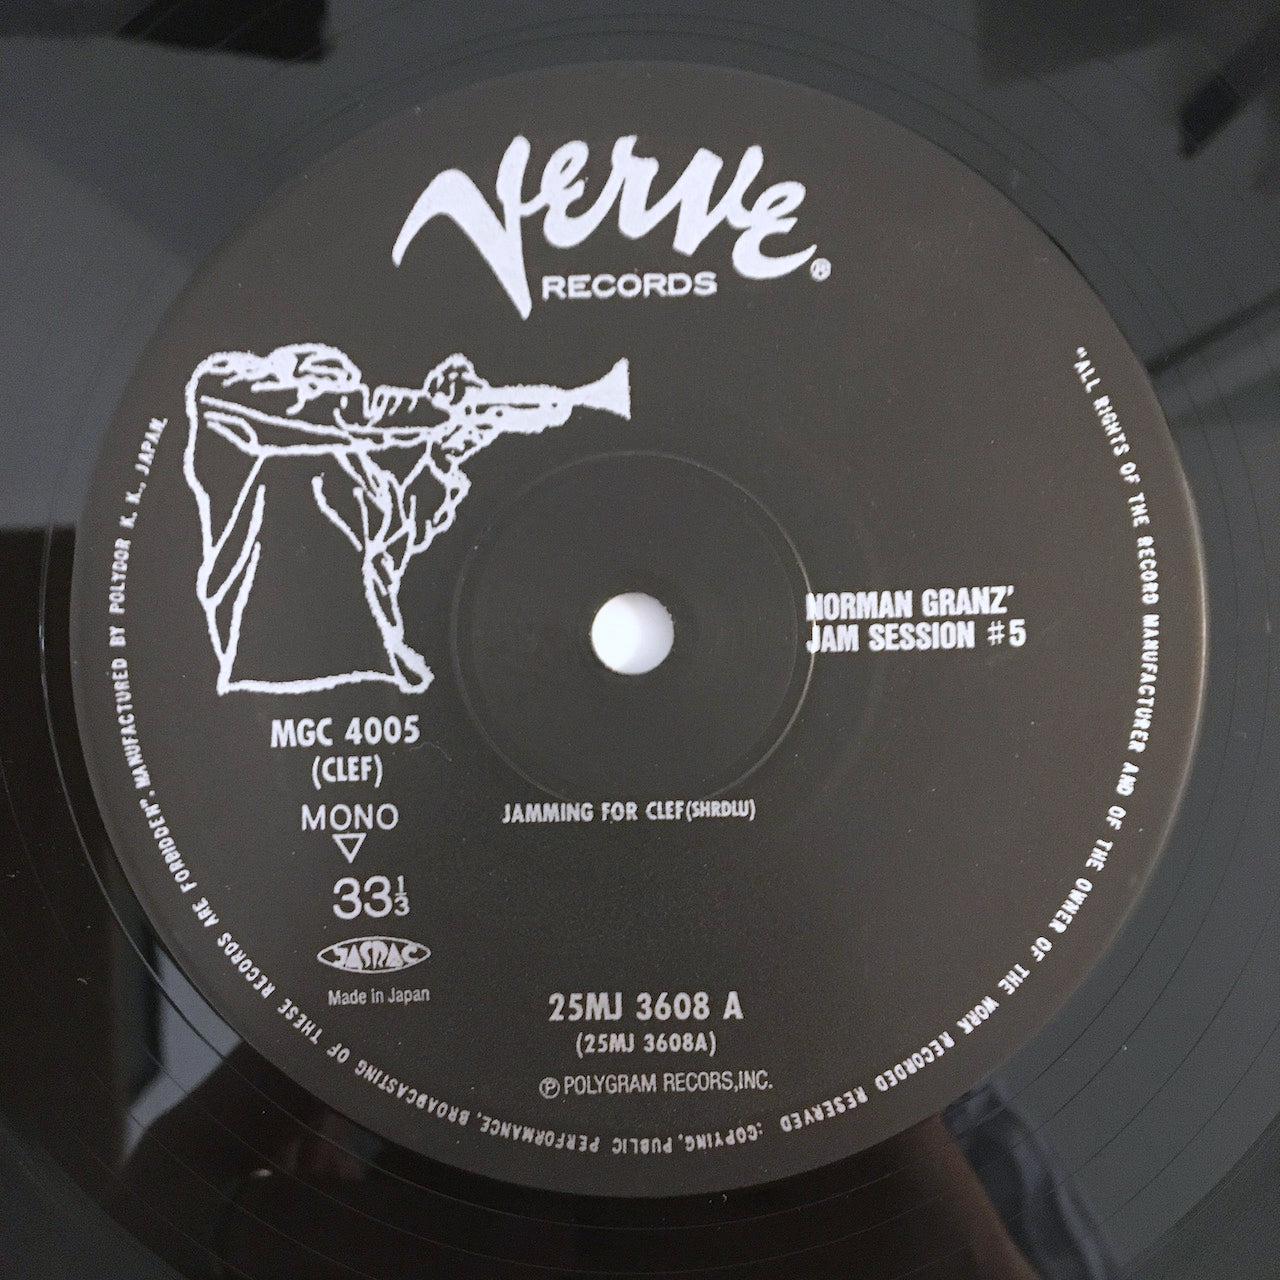 Verve
RECORDS
®
NORMAN GRANZ'
JAM SESSION #5
MGC 4005
(CLEF)
MONO
33⅓
JASRAC
Made in Japan
JAMMING FOR CLEF(SHRDLU)
25MJ 3608 A
(25MJ 3608A)
℗ POLYGRAM RECORS,INC.
"ALL RIGHTS OF THE RECORD MANUFACTURER AND OF THE OWNER OF THE WORK RECORDED RESERVED :COPYING, PUBLIC PERFORMANCE, BROADCASTING OF THESE RECORDS ARE FORBIDDEN". MANUFACTURED BY POLYDOR K. K., JAPAN.